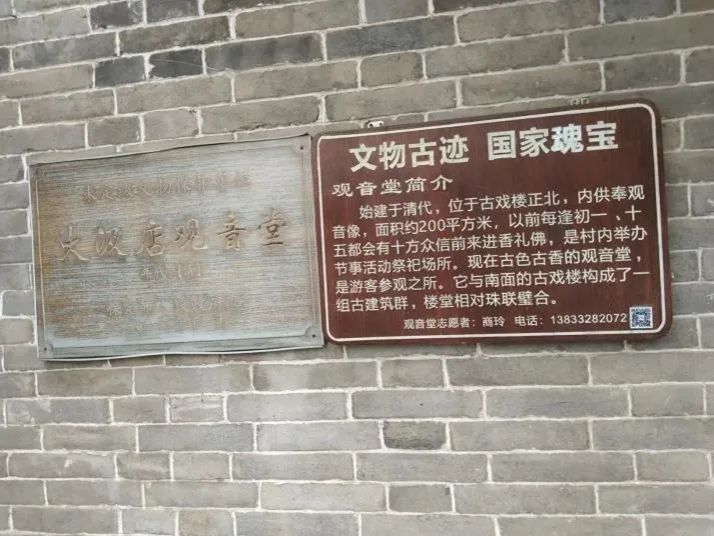 大汲店观音堂
文物古迹 国家瑰宝
观音堂简介
始建于清代，位于古戏楼正北，内供奉观
音像，面积约200平方米，以前每逢初一、十
五都会有十方众信前来进香礼佛，是村内举办
节事活动祭祀场所。现在古色古香的观音堂，
是游客参观之所。它与南面的古戏楼构成了一
组古建筑群，楼堂相对珠联璧合。
观音堂志愿者：商玲 电话：13833282072